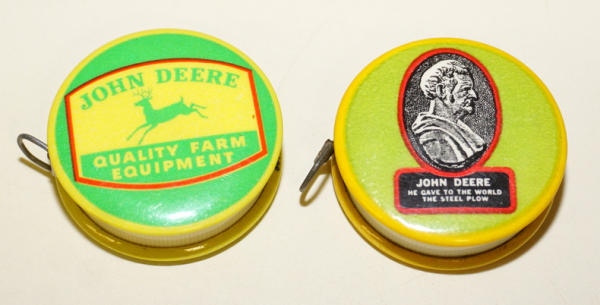 JOHN DEERE
QUALITY FARM
EQUIPMENT
JOHN DEERE
HE GAVE TO THE WORLD
THE STEEL PLOW